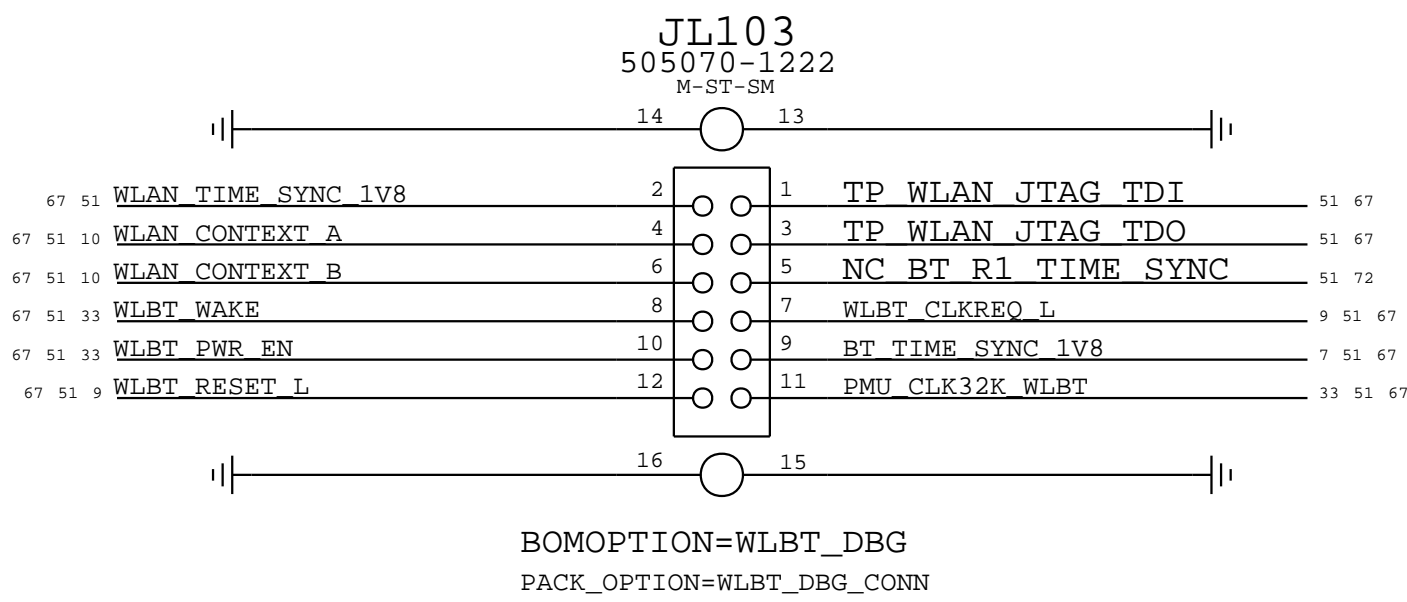 JL103
505070-1222
M-ST-SM
14 13
67 51 WLAN_TIME_SYNC_1V8 2 1 TP_WLAN_JTAG_TDI 51 67
67 51 10 WLAN_CONTEXT_A 4 3 TP_WLAN_JTAG_TDO 51 67
67 51 10 WLAN_CONTEXT_B 6 5 NC_BT_R1_TIME_SYNC 51 72
67 51 33 WLBT_WAKE 8 7 WLBT_CLKREQ_L 9 51 67
67 51 33 WLBT_PWR_EN 10 9 BT_TIME_SYNC_1V8 7 51 67
67 51 9 WLBT_RESET_L 12 11 PMU_CLK32K_WLBT 33 51 67
16 15
BOMOPTION=WLBT_DBG
PACK_OPTION=WLBT_DBG_CONN